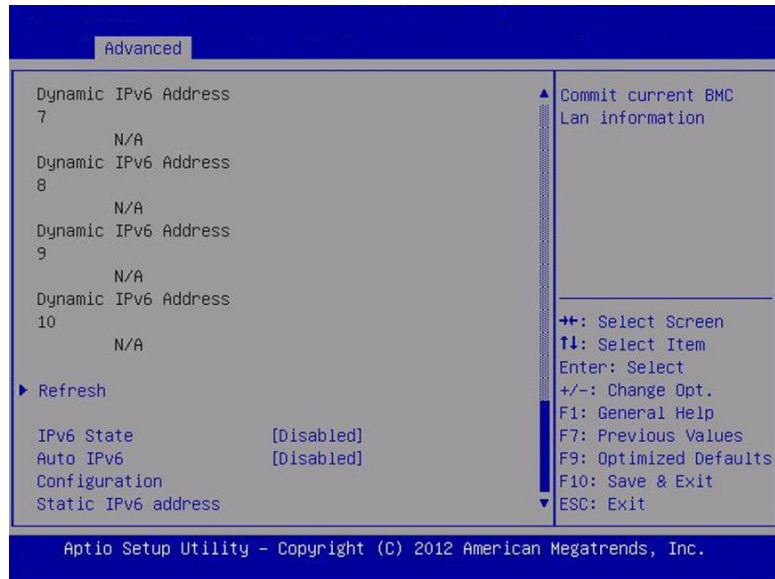 Advanced
Dynamic IPv6 Address
7
N/A
Dynamic IPv6 Address
8
N/A
Dynamic IPv6 Address
9
N/A
Dynamic IPv6 Address
10
N/A
Refresh
IPv6 State [Disabled]
Auto IPv6 [Disabled]
Configuration
Static IPv6 address
Commit current BMC
Lan information
→←: Select Screen
↑↓: Select Item
Enter: Select
+/-: Change Opt.
F1: General Help
F7: Previous Values
F9: Optimized Defaults
F10: Save & Exit
ESC: Exit
Aptio Setup Utility - Copyright (C) 2012 American Megatrends, Inc.